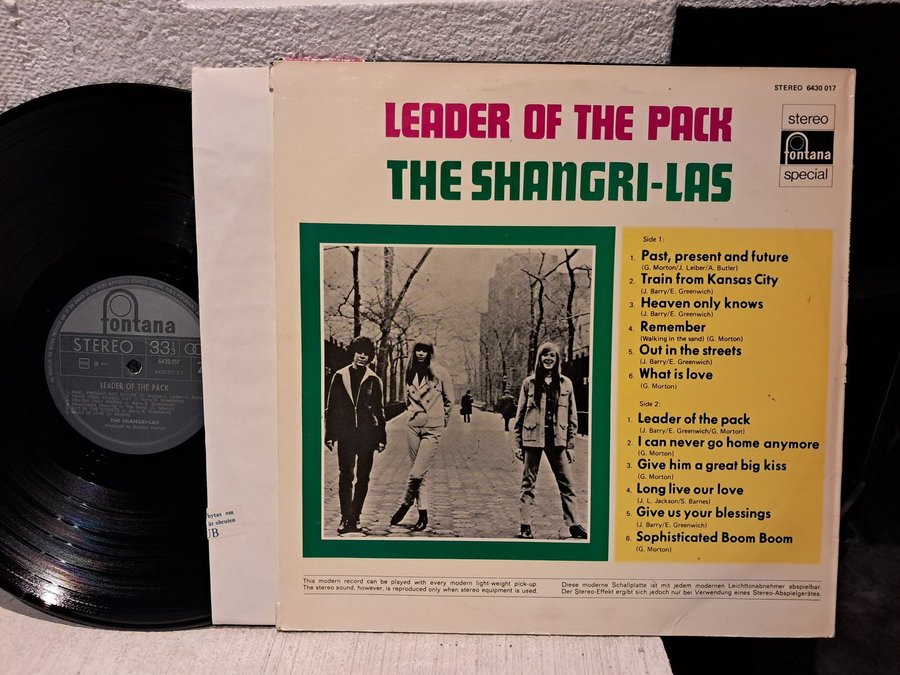 STEREO 6430 017
LEADER OF THE PACK
THE SHANGRI-LAS
stereo
fontana
special
Side 1:
1. Past, present and future
(G. Morton/J. Leiber/A. Butler)
2. Train from Kansas City
(J. Barry/E. Greenwich)
3. Heaven only knows
(J. Barry/E. Greenwich)
4. Remember
(Walking in the sand) (G. Morton)
5. Out in the streets
(J. Barry/E. Greenwich)
6. What is love
(G. Morton)
Side 2:
1. Leader of the pack
(J. Barry/E. Greenwich/G. Morton)
2. I can never go home anymore
(G. Morton)
3. Give him a great big kiss
(G. Morton)
4. Long live our love
(J. L. Jackson/S. Barnes)
5. Give us your blessings
(J. Barry/E. Greenwich)
6. Sophisticated Boom Boom
(G. Morton)
This modern record can be played with every modern light-weight pick-up.
The stereo sound, however, is reproduced only when stereo equipment is used.
Diese moderne Schallplatte ist mit jedem modernen Leichttonabnehmer abspielbar.
Der Stereo-Effekt ergibt sich jedoch nur bei Verwendung eines Stereo-Abspielgerätes.
fontana
STEREO 33 1/3
6430 017
LEADER OF THE PACK
THE SHANGRI-LAS
bytas om
är obruten